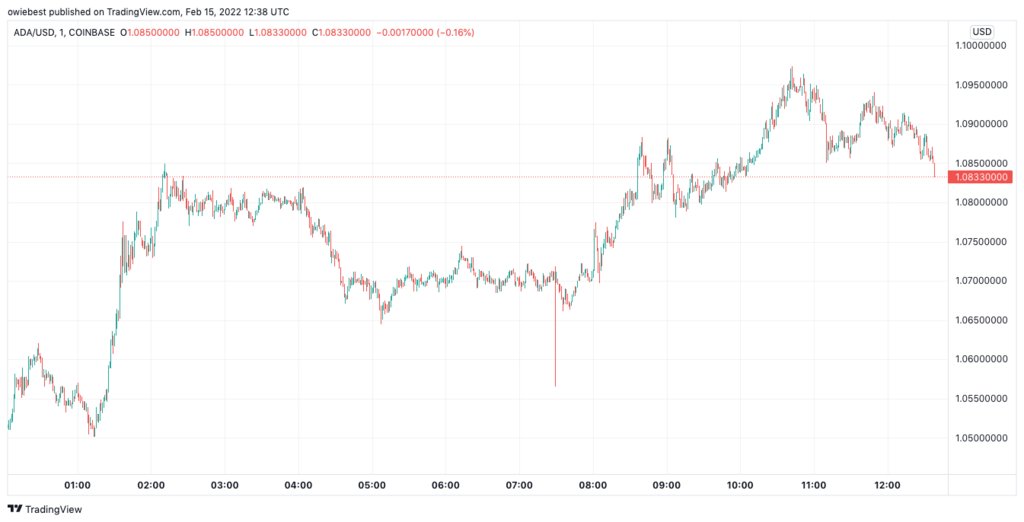 owiebest published on TradingView.com, Feb 15, 2022 12:38 UTC
ADA/USD, 1, COINBASE O1.08500000 H1.08500000 L1.08330000 C1.08330000 −0.00170000 (−0.16%)
USD
1.10000000
1.09500000
1.09000000
1.08500000
1.08330000
1.08000000
1.07500000
1.07000000
1.06500000
1.06000000
1.05500000
1.05000000
01:00 02:00 03:00 04:00 05:00 06:00 07:00 08:00 09:00 10:00 11:00 12:00
TradingView